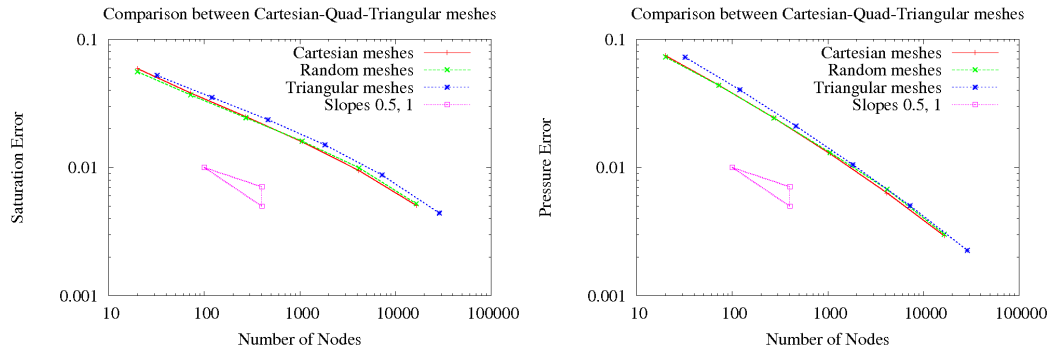 Comparison between Cartesian-Quad-Triangular meshes
0.1
Cartesian meshes
Random meshes
Triangular meshes
Slopes 0.5, 1
Saturation Error
0.01
0.001
10 100 1000 10000 100000
Number of Nodes
Comparison between Cartesian-Quad-Triangular meshes
0.1
Cartesian meshes
Random meshes
Triangular meshes
Slopes 0.5, 1
Pressure Error
0.01
0.001
10 100 1000 10000 100000
Number of Nodes